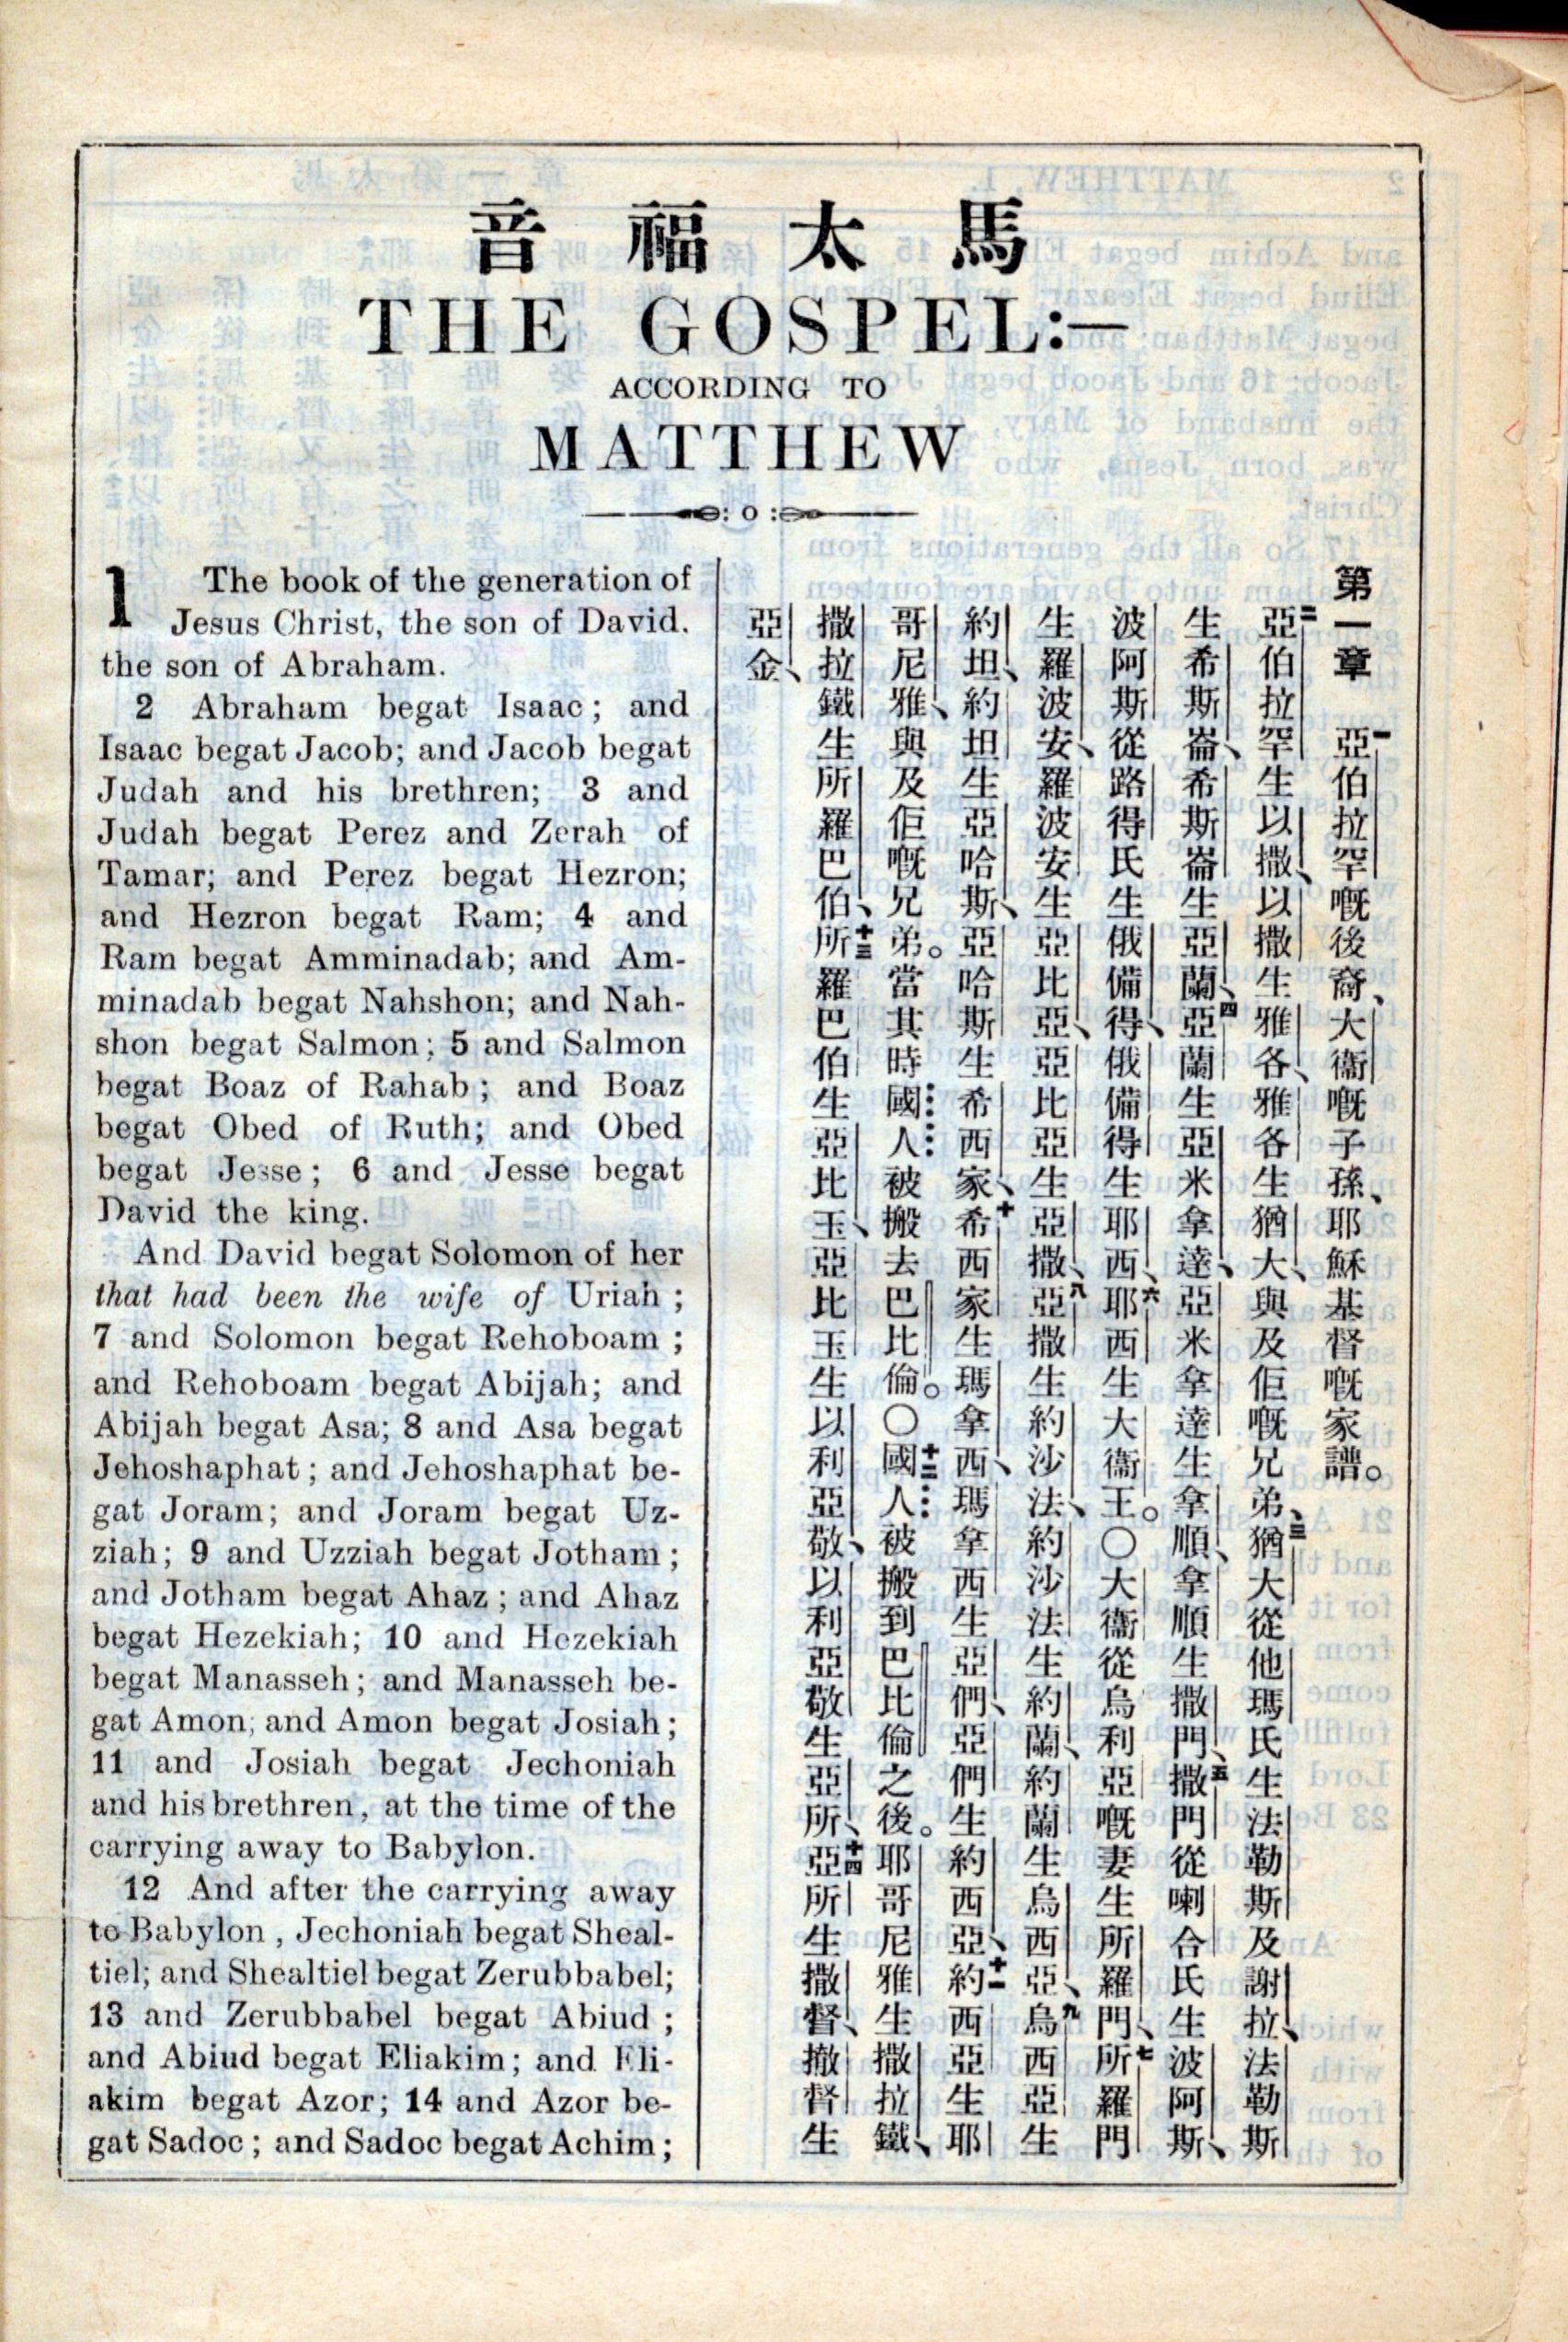 馬太福音
THE GOSPEL:—
ACCORDING TO
MATTHEW
: o :
1 The book of the generation of
Jesus Christ, the son of David.
the son of Abraham.
2 Abraham begat Isaac; and
Isaac begat Jacob; and Jacob begat
Judah and his brethren; 3 and
Judah begat Perez and Zerah of
Tamar; and Perez begat Hezron;
and Hezron begat Ram; 4 and
Ram begat Amminadab; and Am-
minadab begat Nahshon; and Nah-
shon begat Salmon; 5 and Salmon
begat Boaz of Rahab; and Boaz
begat Obed of Ruth; and Obed
begat Jesse; 6 and Jesse begat
David the king.
And David begat Solomon of her
that had been the wife of Uriah;
7 and Solomon begat Rehoboam;
and Rehoboam begat Abijah; and
Abijah begat Asa; 8 and Asa begat
Jehoshaphat; and Jehoshaphat be-
gat Joram; and Joram begat Uz-
ziah; 9 and Uzziah begat Jotham;
and Jotham begat Ahaz; and Ahaz
begat Hezekiah; 10 and Hezekiah
begat Manasseh; and Manasseh be-
gat Amon; and Amon begat Josiah;
11 and Josiah begat Jechoniah
and his brethren, at the time of the
carrying away to Babylon.
12 And after the carrying away
to Babylon, Jechoniah begat Sheal-
tiel; and Shealtiel begat Zerubbabel;
13 and Zerubbabel begat Abiud;
and Abiud begat Eliakim; and Eli-
akim begat Azor; 14 and Azor be-
gat Sadoc; and Sadoc begat Achim;
第一章 一亞伯拉罕嘅後裔、大衞嘅子孫、耶穌基督嘅家譜。
二亞伯拉罕生以撒、以撒生雅各、雅各生猶大、與及佢嘅兄弟、三猶大從他瑪氏生法勒斯及謝拉、法勒斯
生希斯崙、希斯崙生亞蘭、四亞蘭生亞米拿達、亞米拿達生拿順、拿順生撒門、五撒門從喇合氏生波阿斯、
波阿斯從路得氏生俄備得、俄備得生耶西、六耶西生大衞王。〇大衞從烏利亞嘅妻生所羅門、七所羅門
生羅波安、羅波安生亞比亞、亞比亞生亞撒、八亞撒生約沙法、約沙法生約蘭、約蘭生烏西亞、九烏西亞生
約坦、約坦生亞哈斯、亞哈斯生希西家、十希西家生瑪拿西、瑪拿西生亞們、亞們生約西亞、十一約西亞生耶
哥尼雅、與及佢嘅兄弟。當其時國人被搬去巴比倫。〇十二國人被搬到巴比倫之後。耶哥尼雅生撒拉鐵、
撒拉鐵生所羅巴伯、十三所羅巴伯生亞比玉、亞比玉生以利亞敬、以利亞敬生亞所、十四亞所生撒督、撒督生
亞金、